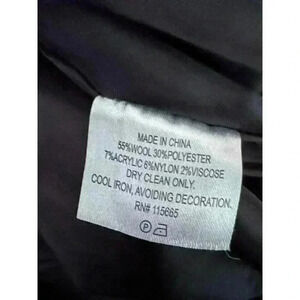 MADE IN CHINA
55%WOOL 30%POLYESTER
7%ACRYLIC 6%NYLON 2%VISCOSE
DRY CLEAN ONLY.
COOL IRON, AVOIDING DECORATION.
RN# 115665
P